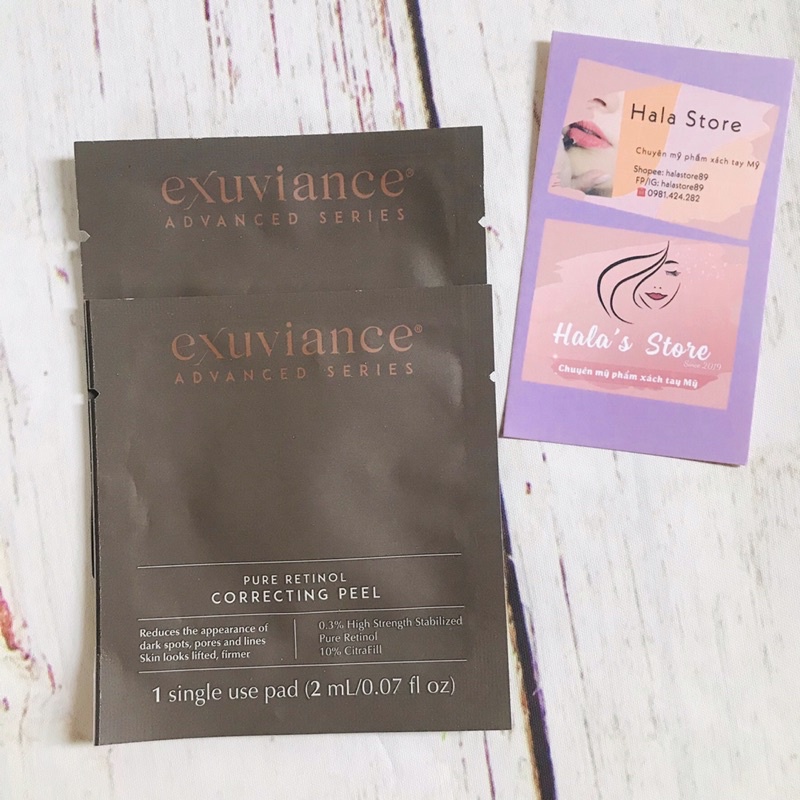 exuviance®
ADVANCED SERIES
exuviance®
ADVANCED SERIES
PURE RETINOL
CORRECTING PEEL
Reduces the appearance of
dark spots, pores and lines
Skin looks lifted, firmer
0.3% High Strength Stabilized
Pure Retinol
10% CitraFill
1 single use pad (2 mL/0.07 fl oz)
Hala Store
Chuyên mỹ phẩm xách tay Mỹ
Shopee: halastore89
FP/IG: halastore89
☎ 0981.424.282
Hala's Store
Since 2019
Chuyên mỹ phẩm xách tay Mỹ